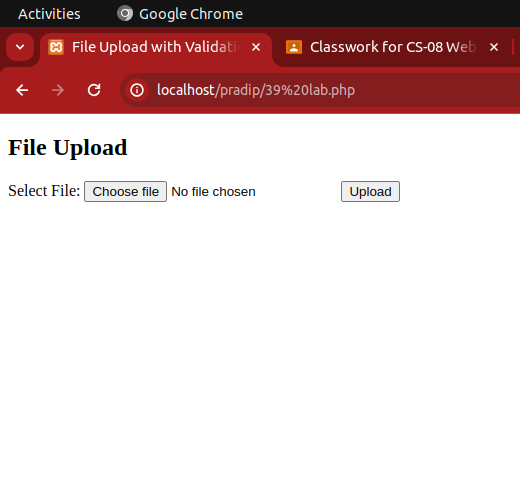 Activities Google Chrome
File Upload with Validati Classwork for CS-08 Web
localhost/pradip/39%20lab.php
File Upload
Select File: Choose file No file chosen Upload